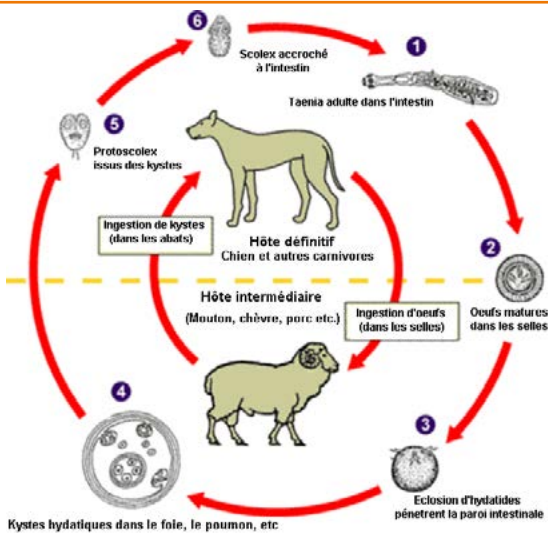 6
Scolex accroché
à l'intestin
1
Taenia adulte dans l'intestin
5
Protoscolex
issus des kystes
Ingestion de kystes
(dans les abats)
Hôte définitif
Chien et autres carnivores
2
Oeufs matures
dans les selles
Hôte intermédiaire
(Mouton, chèvre, porc etc.)
Ingestion d'oeufs
(dans les selles)
4
3
Eclosion d'hydatides
pénetrent la paroi intestinale
Kystes hydatiques dans le foie, le poumon, etc